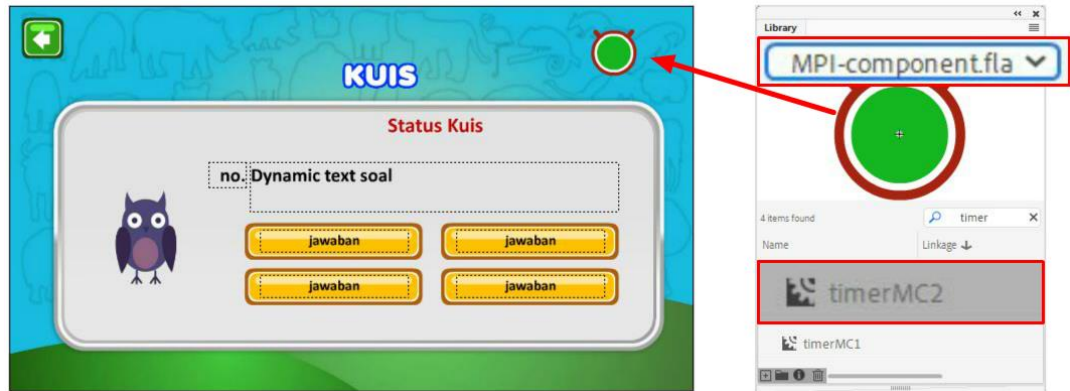 KUIS
Status Kuis
no. Dynamic text soal
jawaban jawaban
jawaban jawaban
Library
MPI-component.fla
4 items found timer
Name Linkage
timerMC2
timerMC1